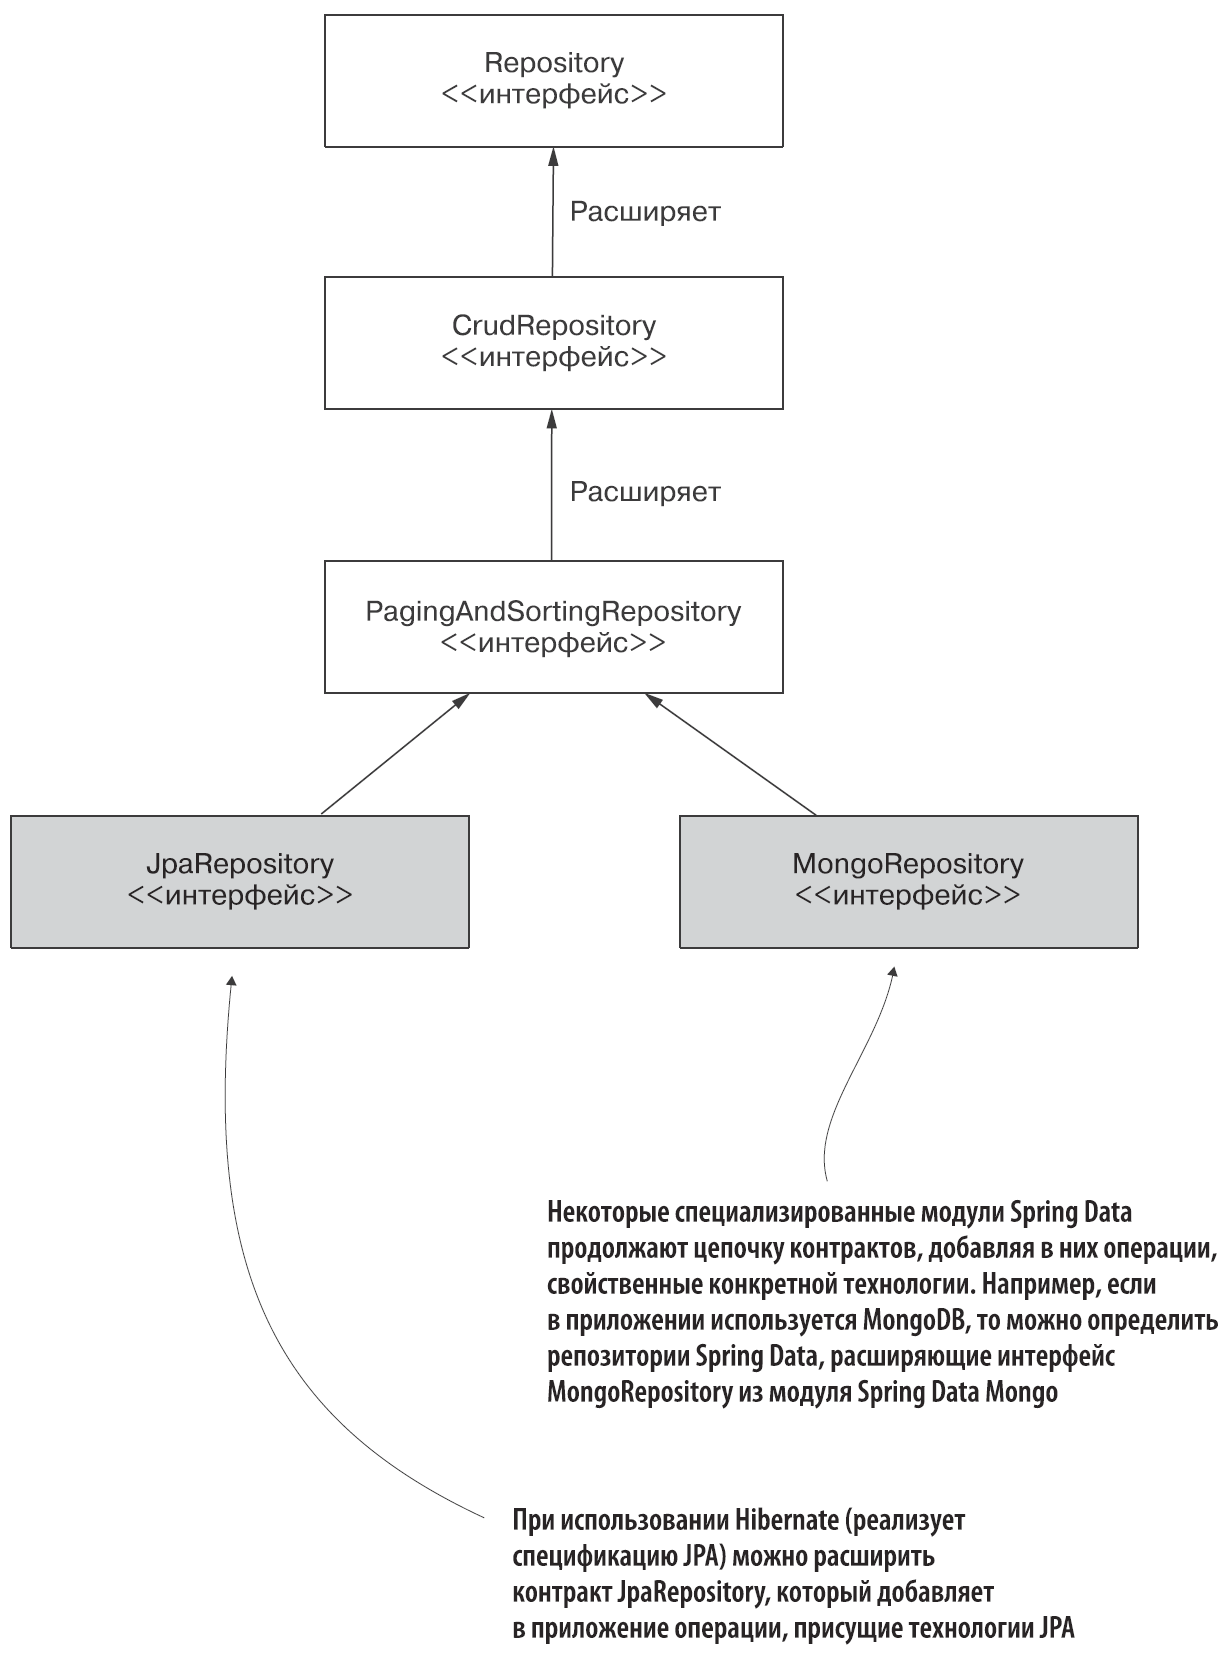 Repository
<<интерфейс>>
Расширяет
CrudRepository
<<интерфейс>>
Расширяет
PagingAndSortingRepository
<<интерфейс>>
JpaRepository
<<интерфейс>>
MongoRepository
<<интерфейс>>
Некоторые специализированные модули Spring Data
продолжают цепочку контрактов, добавляя в них операции,
свойственные конкретной технологии. Например, если
в приложении используется MongoDB, то можно определить
репозитории Spring Data, расширяющие интерфейс
MongoRepository из модуля Spring Data Mongo
При использовании Hibernate (реализует
спецификацию JPA) можно расширить
контракт JpaRepository, который добавляет
в приложение операции, присущие технологии JPA